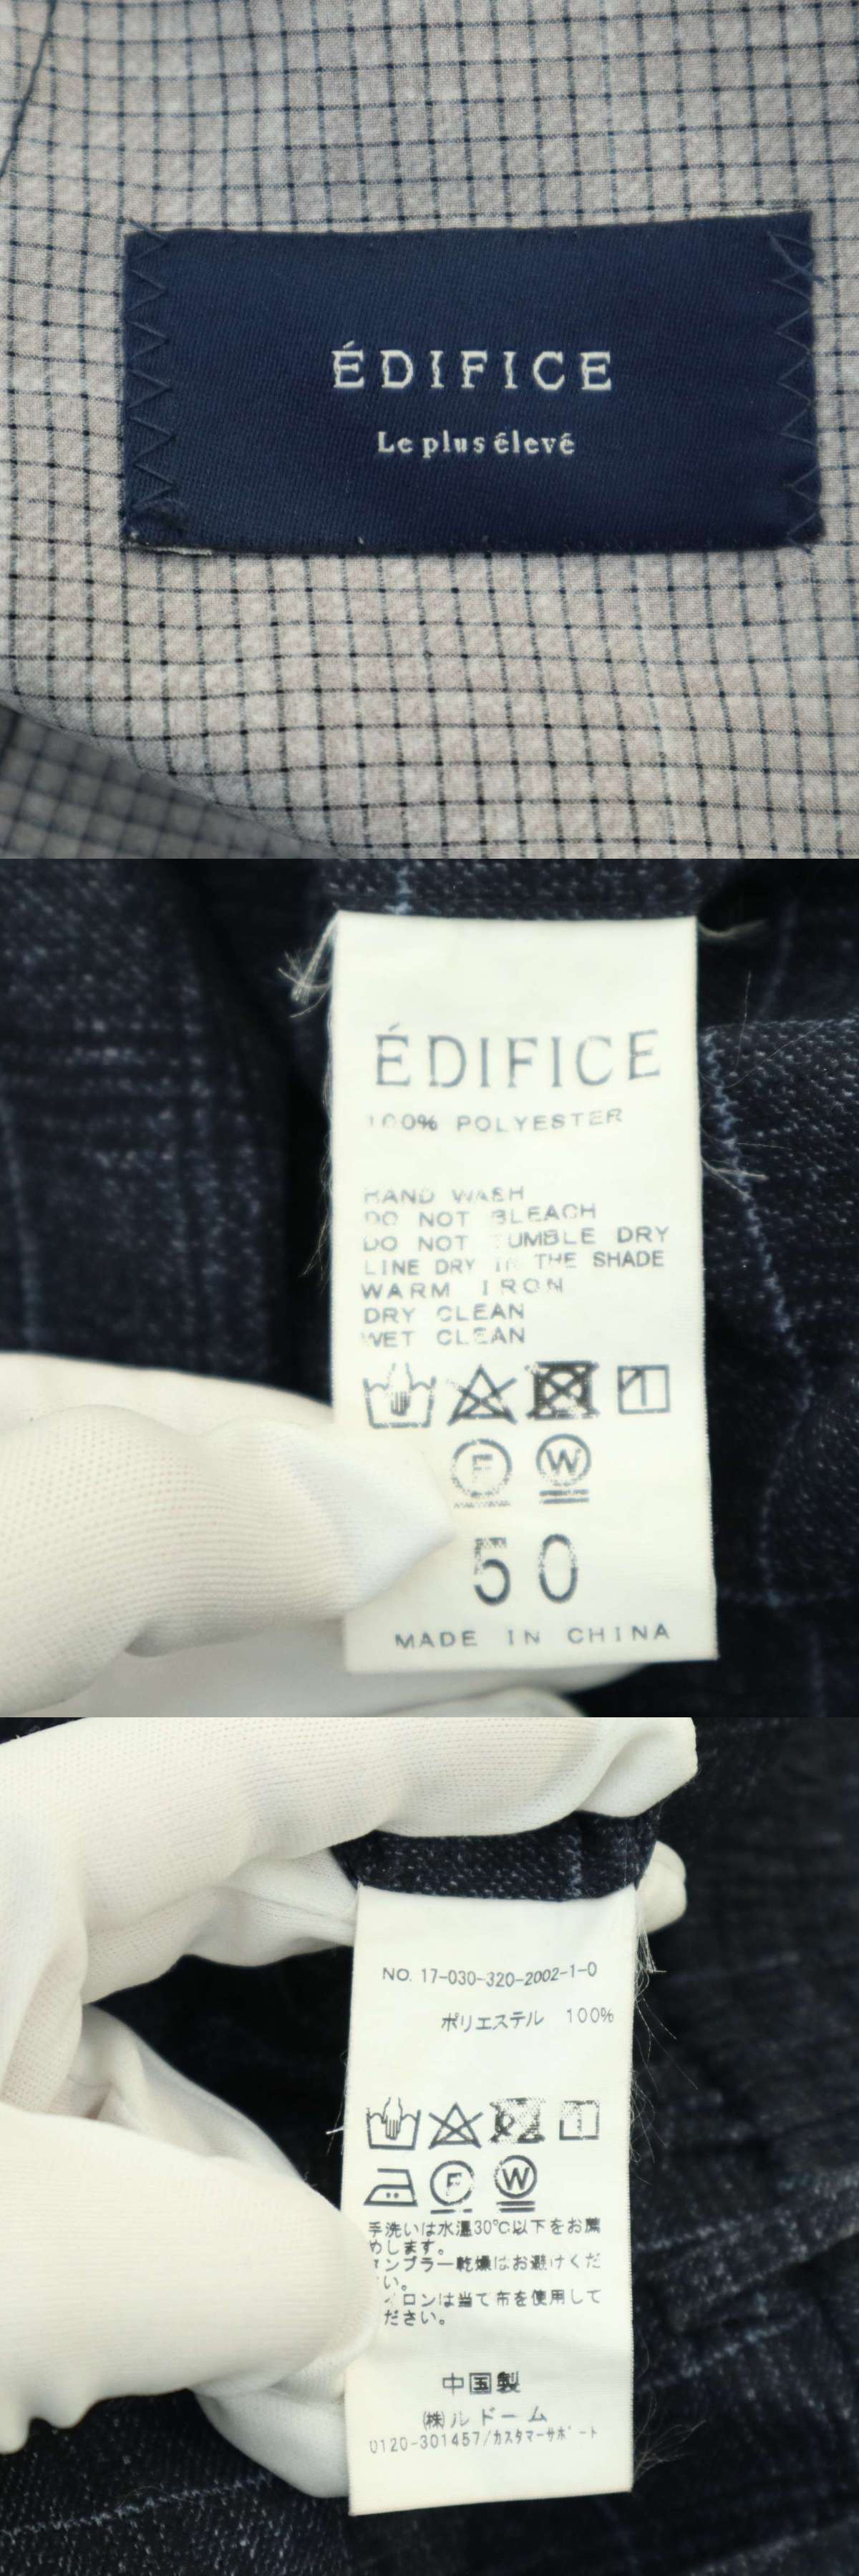 ÉDIFICE
Le plus élevé
ÉDIFICE
100% POLYESTER
HAND WASH
DO NOT BLEACH
DO NOT TUMBLE DRY
LINE DRY IN THE SHADE
WARM IRON
DRY CLEAN
WET CLEAN
F W
50
MADE IN CHINA
NO. 17-030-320-2002-1-0
ポリエステル 100%
F W
手洗いは水温30℃以下をお薦
めします。
タンブラー乾燥はお避けくだ
い。
イロンは当て布を使用して
ださい。
中国製
㈱ルドーム
0120-301457/カスタマーサポート